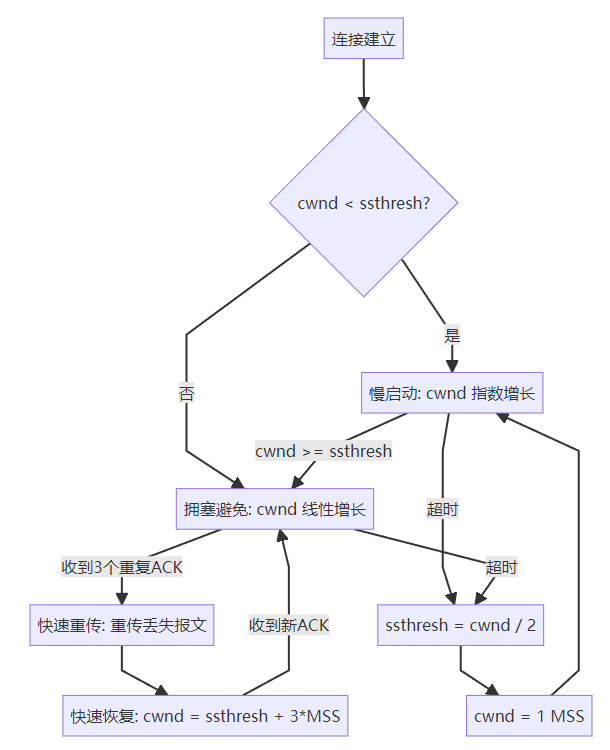 连接建立
cwnd < ssthresh?
是
否
慢启动: cwnd 指数增长
cwnd >= ssthresh
拥塞避免: cwnd 线性增长
超时
收到3个重复ACK
超时
快速重传: 重传丢失报文
收到新ACK
ssthresh = cwnd / 2
快速恢复: cwnd = ssthresh + 3*MSS
cwnd = 1 MSS